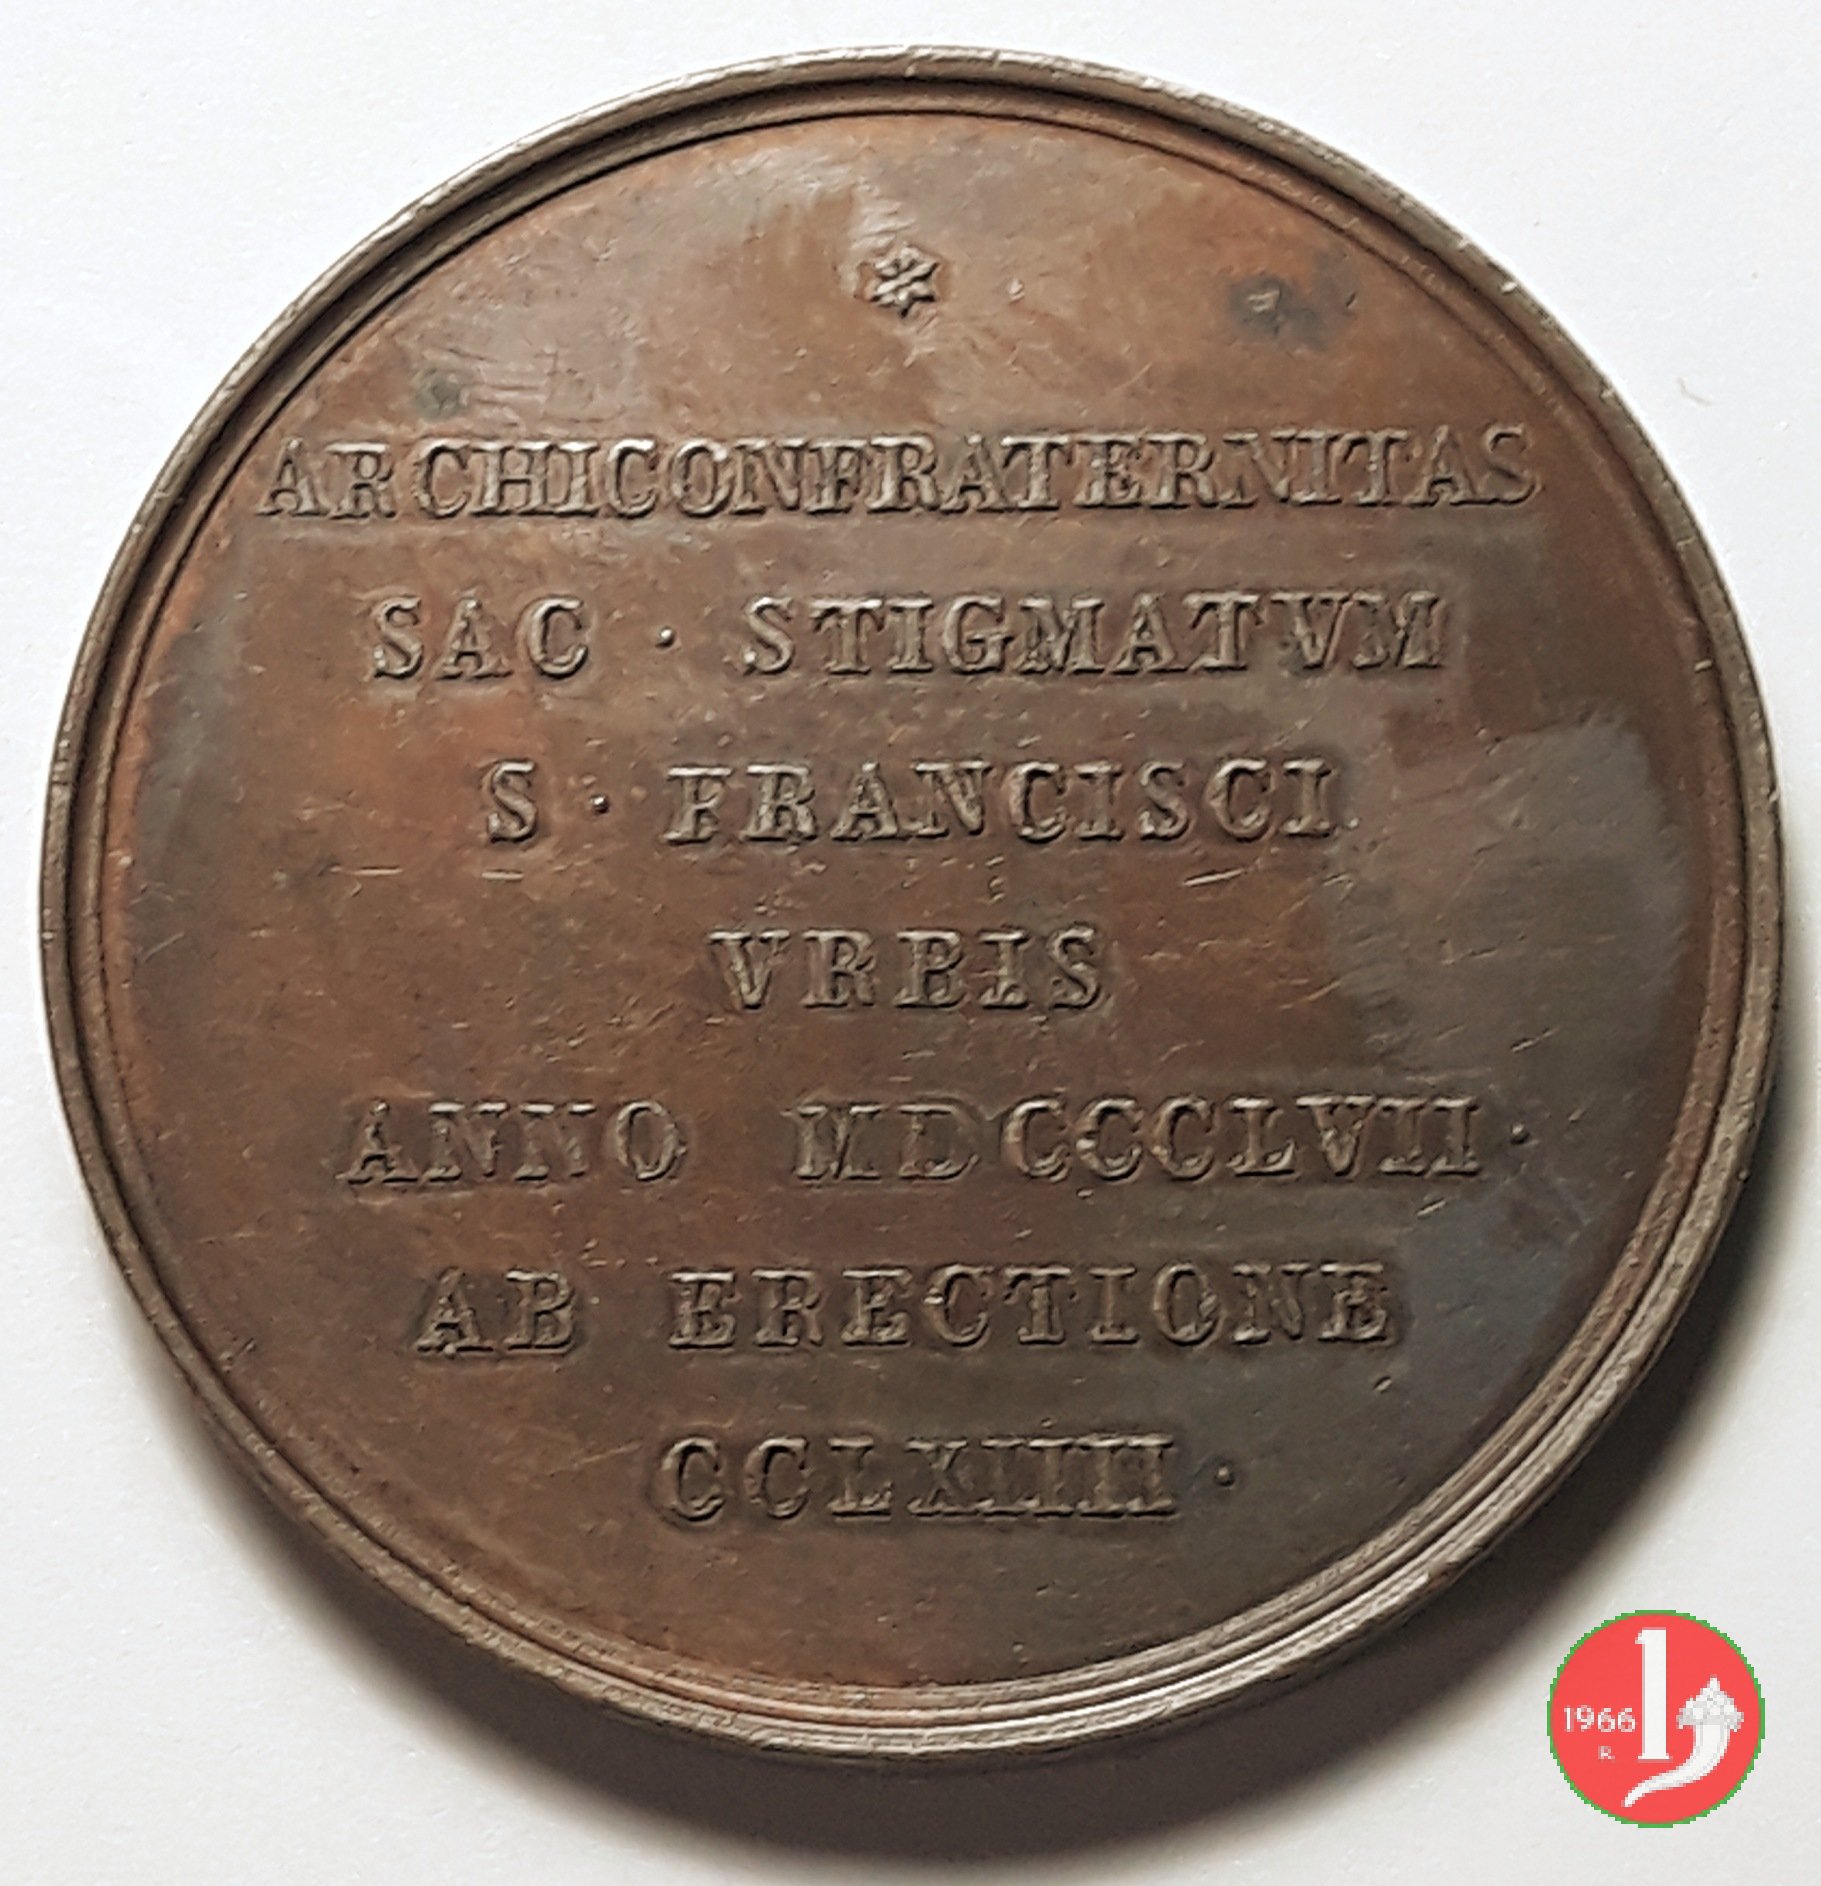 ARCHICONFRATERNITAS
SAC · STIGMATVM
S · FRANCISCI
VRBIS
ANNO MDCCCLVII ·
AB ERECTIONE
CCLXIIII ·
1966
R.